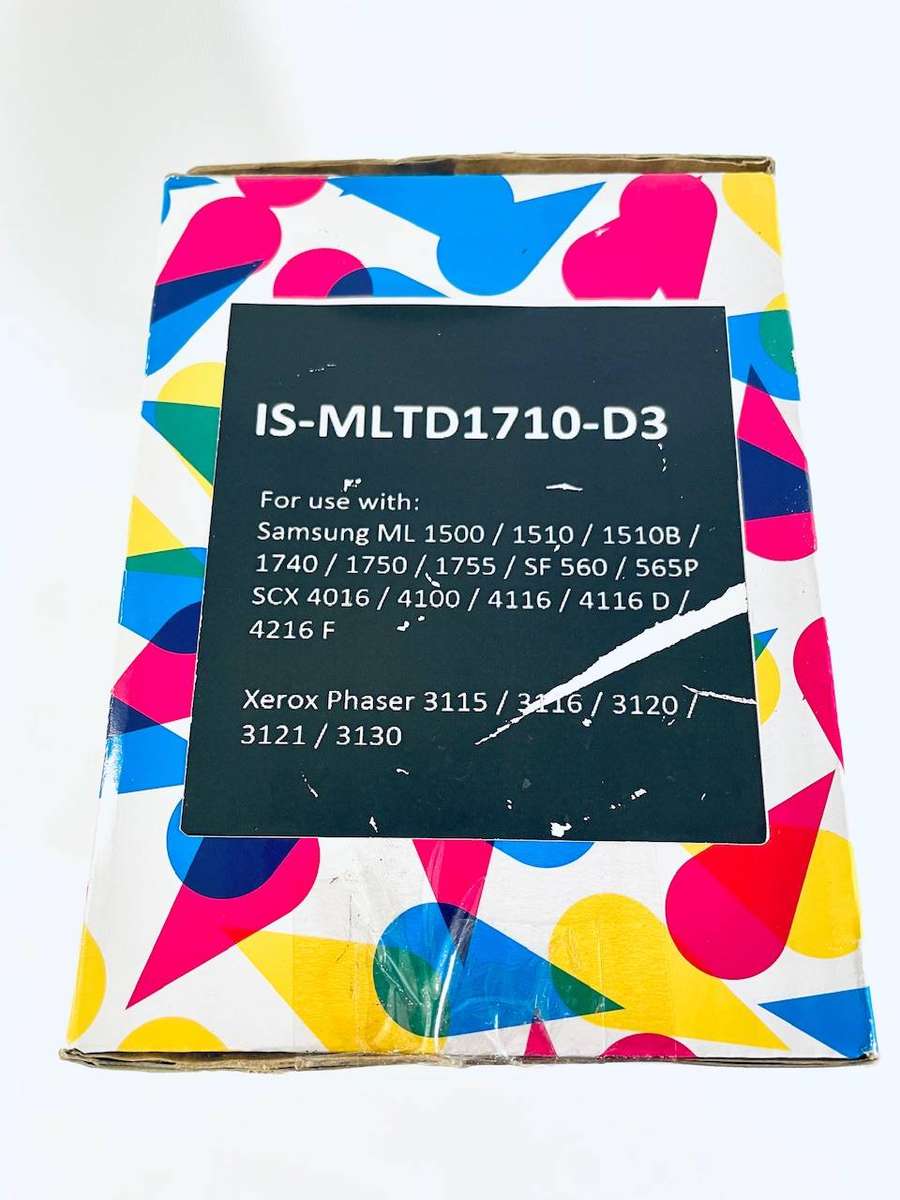 IS-MLTD1710-D3
For use with:
Samsung ML 1500 / 1510 / 1510B /
1740 / 1750 / 1755 / SF 560 / 565P
SCX 4016 / 4100 / 4116 / 4116 D /
4216 F
Xerox Phaser 3115 / 3116 / 3120 /
3121 / 3130